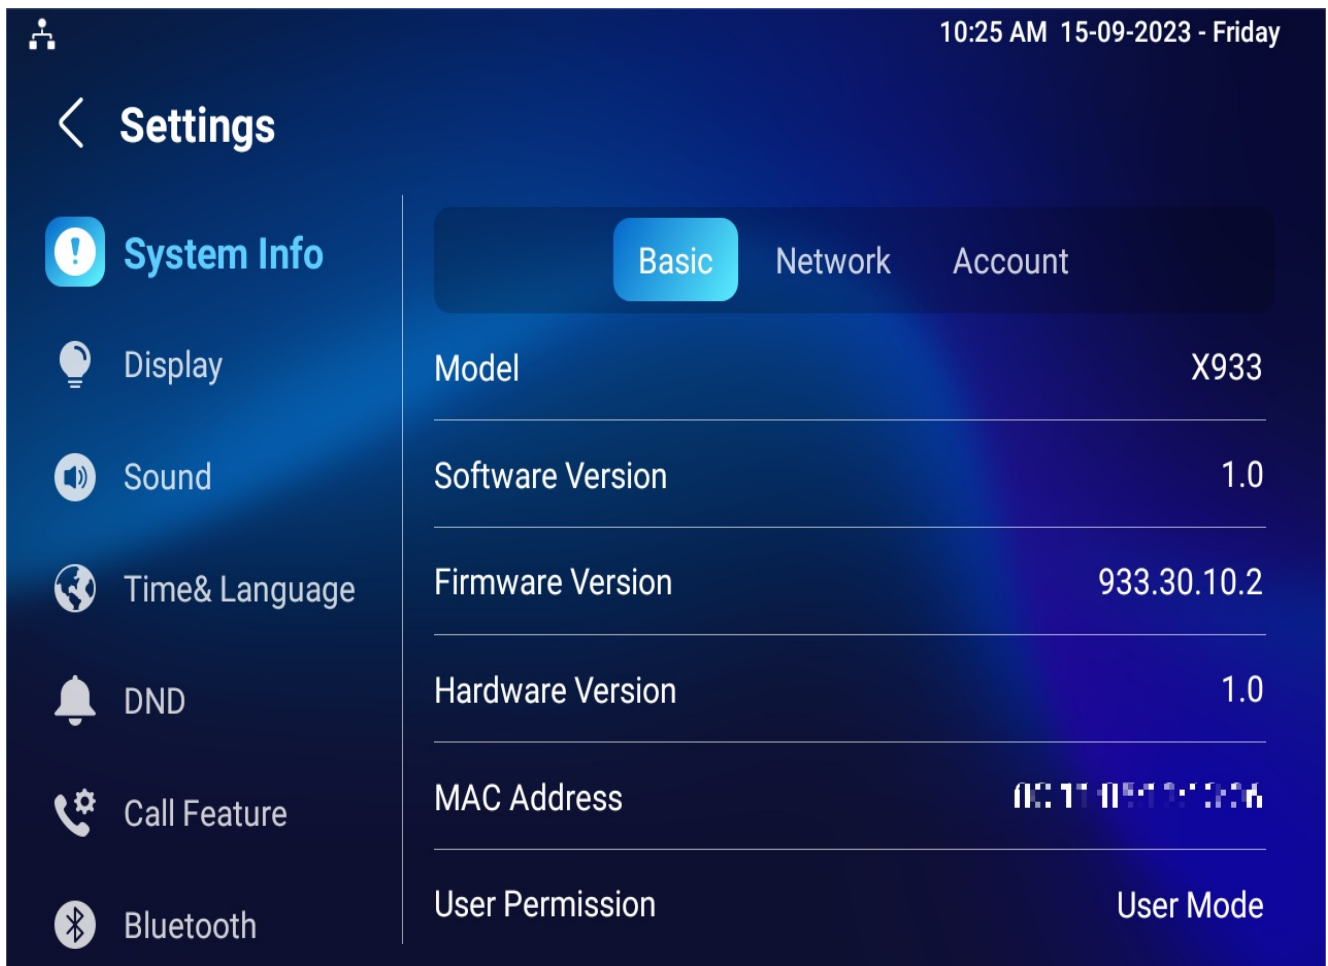 10:25 AM 15-09-2023 - Friday
Settings
System Info
Display
Sound
Time& Language
DND
Call Feature
Bluetooth
Basic Network Account
Model X933
Software Version 1.0
Firmware Version 933.30.10.2
Hardware Version 1.0
MAC Address
User Permission User Mode